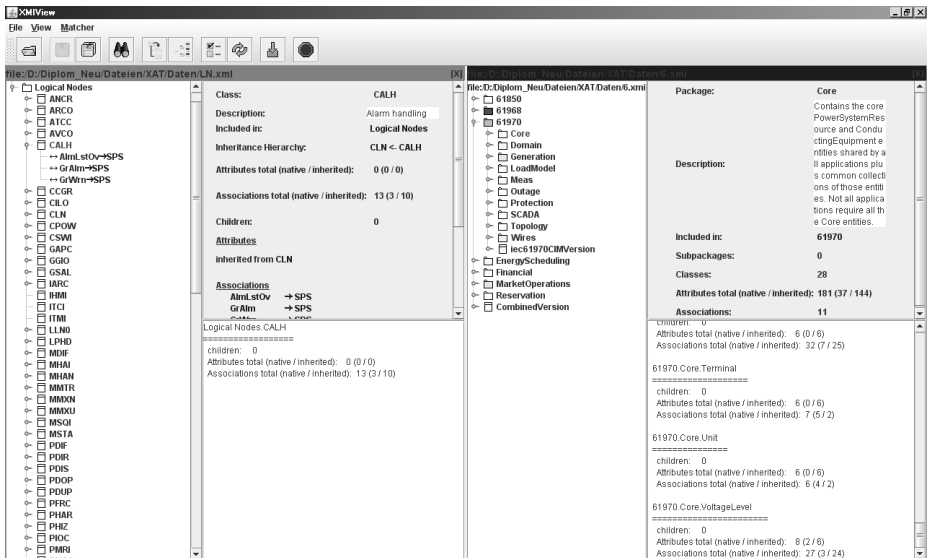 XMIView
File View Matcher
file:/D:/Diplom_Neu/Dateien/XAT/Daten/LN.xml [X]
Logical Nodes
ANCR
ARCO
ATCC
AVCO
CALH
AlmLstOv→SPS
GrAlm→SPS
GrWrn→SPS
CCGR
CILO
CLN
CPOW
CSWI
GAPC
GGIO
GSAL
IARC
IHMI
ITCI
ITMI
LLN0
LPHD
MDIF
MHAI
MHAN
MMTR
MMXN
MMXU
MSQI
MSTA
PDIF
PDIR
PDIS
PDOP
PDUP
PFRC
PHAR
PHIZ
PIOC
PMRI
Class: CALH
Description: Alarm handling
Included in: Logical Nodes
Inheritance Hierarchy: CLN <- CALH
Attributes total (native / inherited): 0 (0 / 0)
Associations total (native / inherited): 13 (3 / 10)
Children: 0
Attributes
inherited from CLN
Associations
AlmLstOv → SPS
GrAlm → SPS
Logical Nodes.CALH
==================
children: 0
Attributes total (native / inherited): 0 (0 / 0)
Associations total (native / inherited): 13 (3 / 10)
file:/D:/Diplom_Neu/Dateien/XAT/Daten/6.xmi [X]
file:/D:/Diplom_Neu/Dateien/XAT/Daten/6.xmi
61850
61968
61970
Core
Domain
Generation
LoadModel
Meas
Outage
Protection
SCADA
Topology
Wires
iec61970CIMVersion
EnergyScheduling
Financial
MarketOperations
Reservation
CombinedVersion
Package: Core
Description:
Contains the core
PowerSystemRes
ource and Condu
ctingEquipment e
ntities shared by a
ll applications plu
s common collecti
ons of those entiti
es. Not all applica
tions require all th
e Core entities.
Included in: 61970
Subpackages: 0
Classes: 28
Attributes total (native / inherited): 181 (37 / 144)
Associations: 11
children: 0
Attributes total (native / inherited): 6 (0 / 6)
Associations total (native / inherited): 32 (7 / 25)
61970.Core.Terminal
===================
children: 0
Attributes total (native / inherited): 6 (0 / 6)
Associations total (native / inherited): 7 (5 / 2)
61970.Core.Unit
===============
children: 0
Attributes total (native / inherited): 6 (0 / 6)
Associations total (native / inherited): 6 (4 / 2)
61970.Core.VoltageLevel
=======================
children: 0
Attributes total (native / inherited): 8 (2 / 6)
Associations total (native / inherited): 27 (3 / 24)